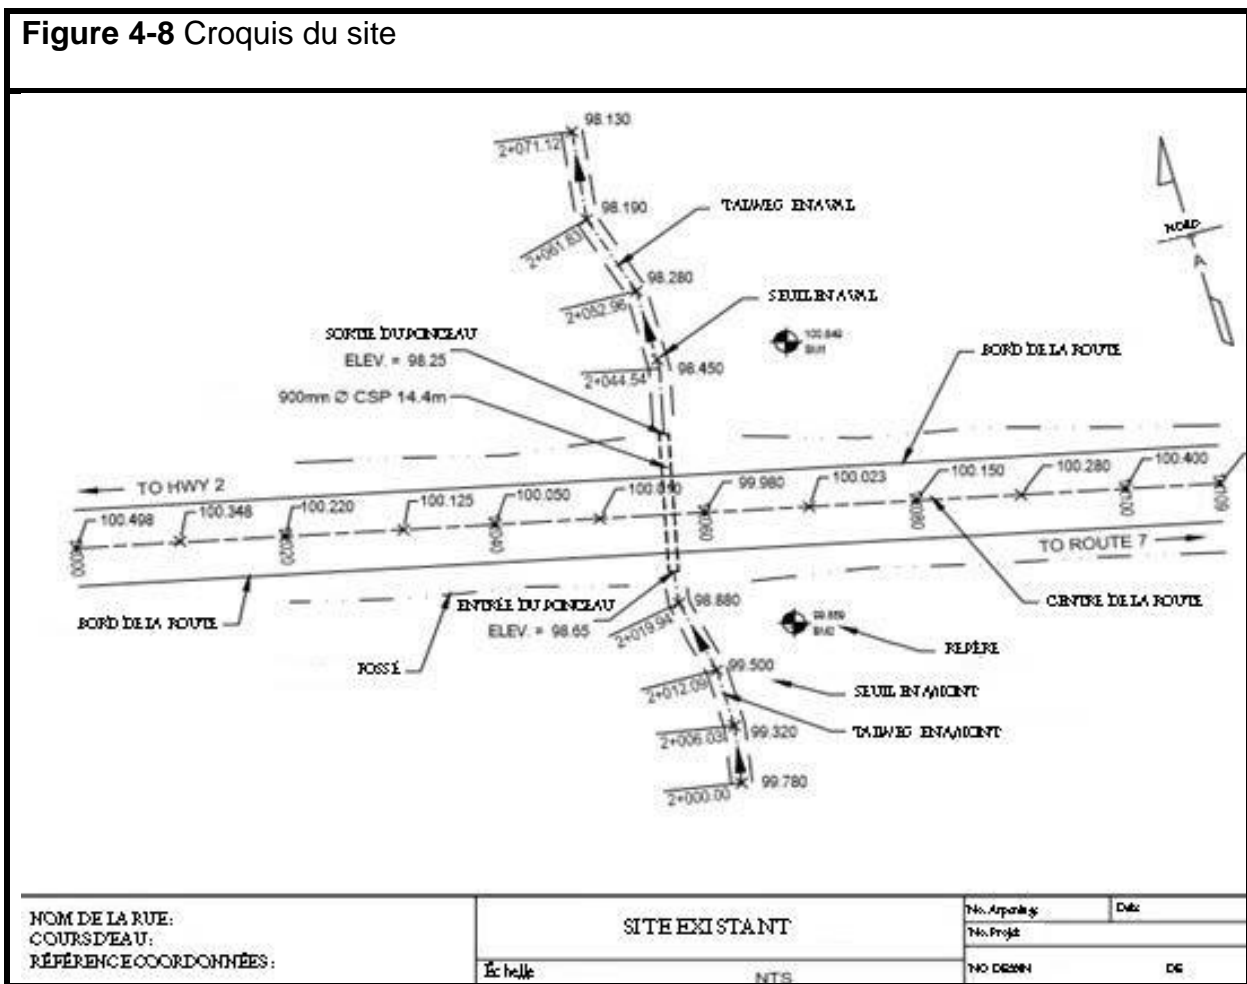 Figure 4-8 Croquis du site
98.130
2+071.12
98.190
TALWEG EN AVAL
2+061.83
NORD
A
98.280
2+052.96
SEUIL EN AVAL
SORTIE DU PONCEAU
ELEV. = 98.25
BM1
BORD DE LA ROUTE
98.450
2+044.54
900mm Ø CSP 14.4m
TO HWY 2
100.498
100.348
100.220
100.125
100.050
99.980
100.023
100.150
100.280
100.400
TO ROUTE 7
ENTRÉE DU PONCEAU
ELEV. = 98.65
98.880
2+019.94
CENTRE DE LA ROUTE
BORD DE LA ROUTE
FOSSÉ
BM2
REPÈRE
99.500
2+012.09
SEUIL EN AMONT
TALWEG EN AMONT
2+006.03
99.320
2+000.00
99.780
NOM DE LA RUE:
COURS D'EAU:
RÉFÉRENCE COORDONNÉES:
SITE EXISTANT
Échelle
NTS
No. Arpentage
Date
No. Projet
NO DESSIN
DE